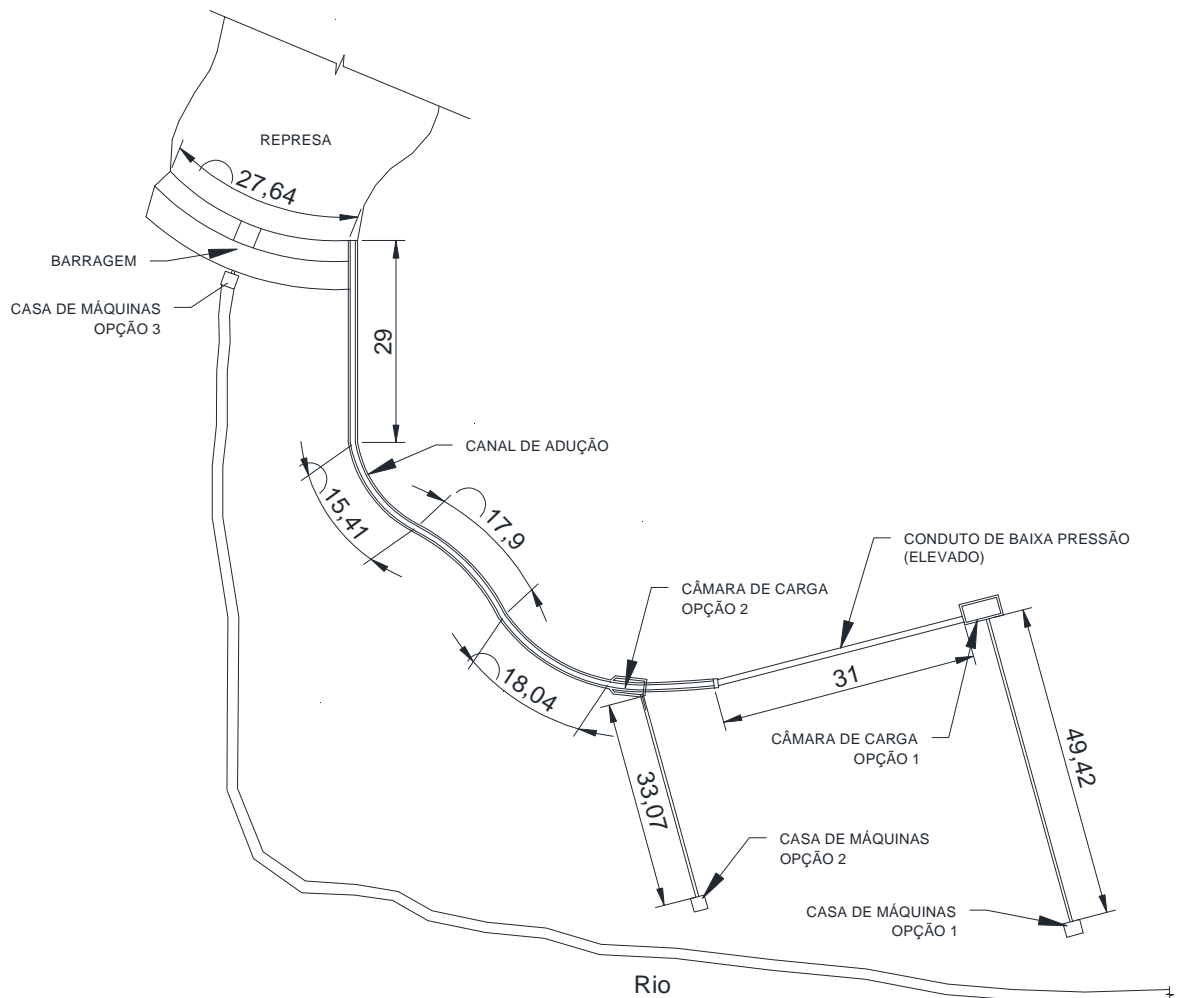 REPRESA
27,64
BARRAGEM
CASA DE MÁQUINAS
OPÇÃO 3
29
CANAL DE ADUÇÃO
15,41
17,9
CONDUTO DE BAIXA PRESSÃO
(ELEVADO)
CÂMARA DE CARGA
OPÇÃO 2
18,04
31
CÂMARA DE CARGA
OPÇÃO 1
49,42
33,07
CASA DE MÁQUINAS
OPÇÃO 2
CASA DE MÁQUINAS
OPÇÃO 1
Rio